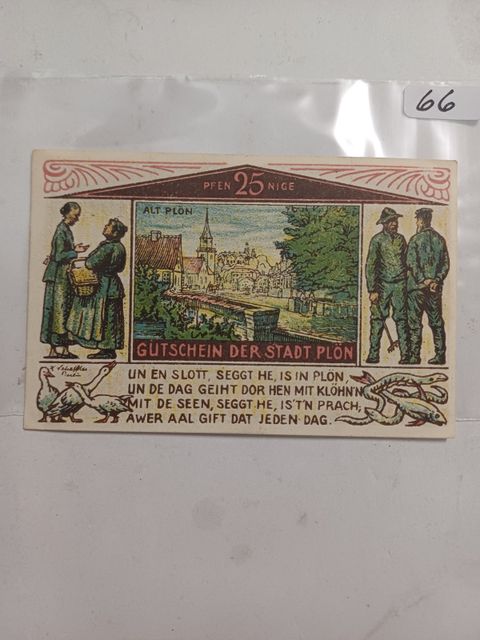 66
PFEN 25 NIGE
ALT PLÖN
GUTSCHEIN DER STADT PLÖN
UN EN SLOTT, SEGGT HE, IS IN PLÖN,
UN DE DAG GEIHT DOR HEN MIT KLÖHN'N
MIT DE SEEN, SEGGT HE, IS'T'N PRACH;
AWER AAL GIFT DAT JEDEN DAG.
Berlin